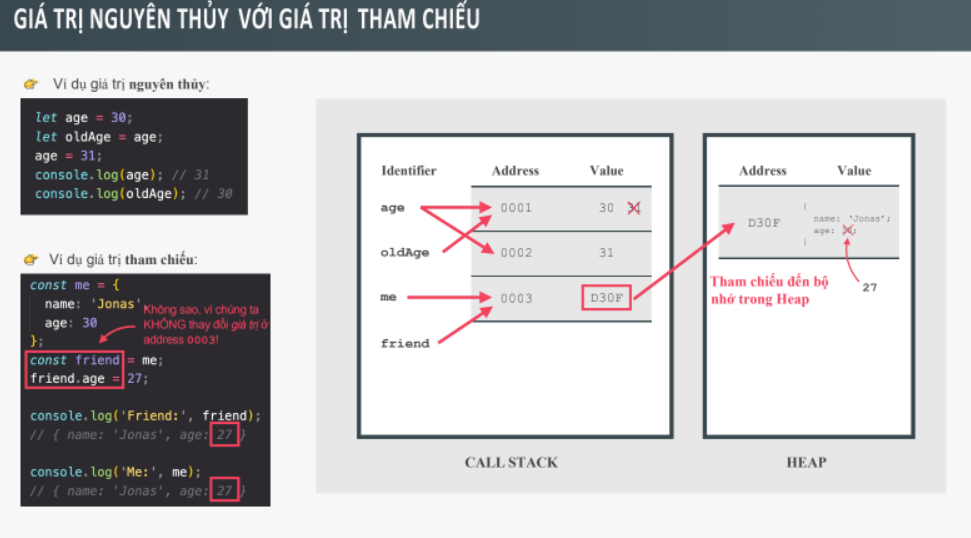 GIÁ TRỊ NGUYÊN THỦY VỚI GIÁ TRỊ THAM CHIẾU
👉 Ví dụ giá trị nguyên thủy:
let age = 30;
let oldAge = age;
age = 31;
console.log(age); // 31
console.log(oldAge); // 30
👉 Ví dụ giá trị tham chiếu:
const me = {
name: 'Jonas',
age: 30
};
const friend = me;
friend.age = 27;
console.log('Friend:', friend);
// { name: 'Jonas', age: 27 }
console.log('Me:', me);
// { name: 'Jonas', age: 27 }
Không sao, vì chúng ta
KHÔNG thay đổi giá trị ở
address 0003!
Identifier Address Value
age 0001 30 31
oldAge 0002 31
me 0003 D30F
friend
CALL STACK
Address Value
D30F
{
name: 'Jonas';
age: 30;
}
27
Tham chiếu đến bộ
nhớ trong Heap
HEAP